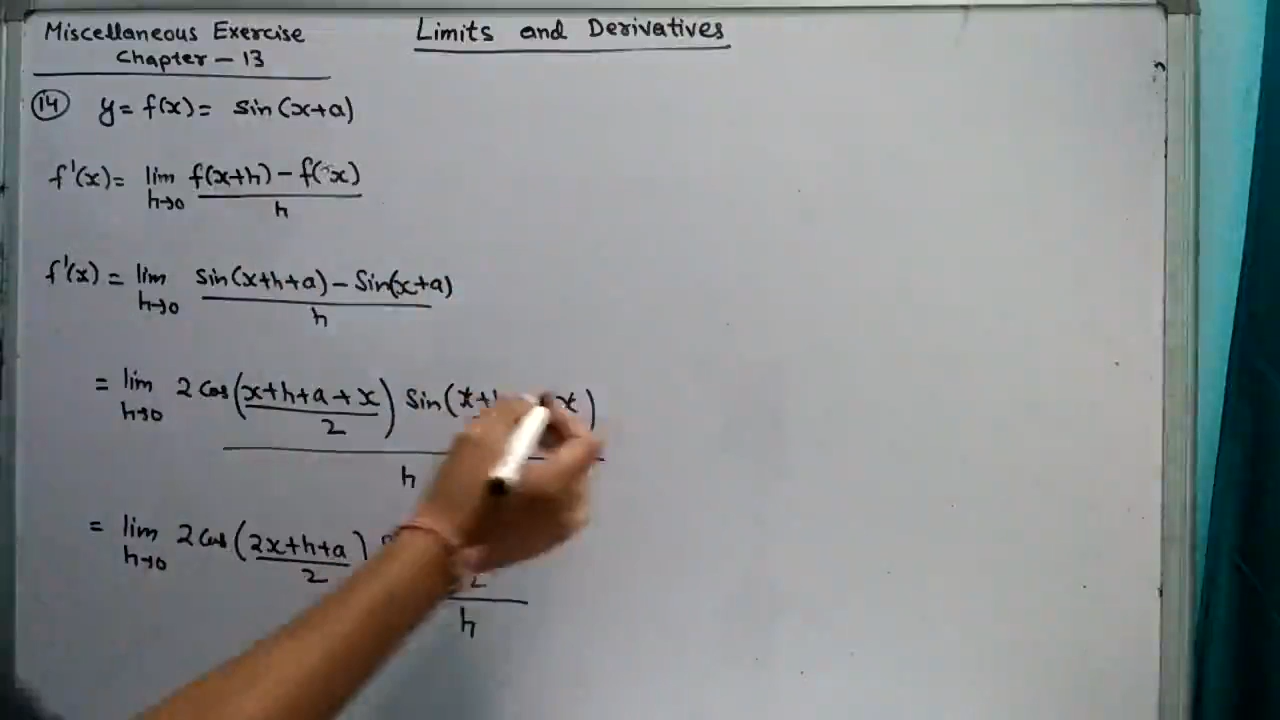 Miscellaneous Exercise
Chapter – 13
Limits and Derivatives
(14) y = f(x) = sin(x+a)
f'(x) = lim h→0 f(x+h) – f(x) / h
f'(x) = lim h→0 sin(x+h+a) – Sin(x+a) / h
= lim h→0 2 Cos(x+h+a+x / 2) Sin(x+ x) / h
= lim h→0 2 Cos(2x+h+a / 2) 2 / h